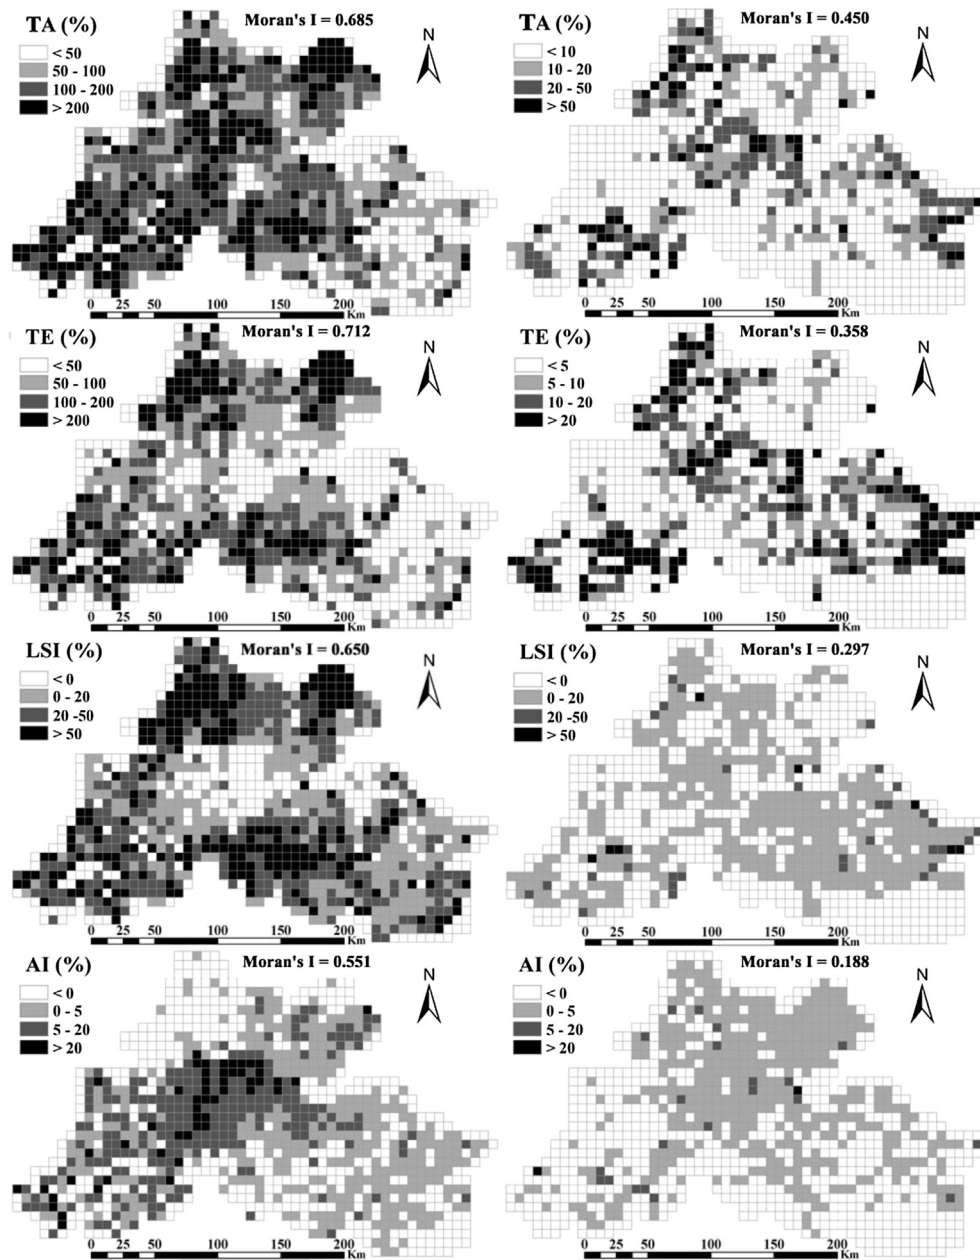 TA (%)
Moran's I = 0.685
N
< 50
50 - 100
100 - 200
> 200
0 25 50 100 150 200
Km
TA (%)
Moran's I = 0.450
N
< 10
10 - 20
20 - 50
> 50
0 25 50 100 150 200
Km
TE (%)
Moran's I = 0.712
N
< 50
50 - 100
100 - 200
> 200
0 25 50 100 150 200
Km
TE (%)
Moran's I = 0.358
N
< 5
5 - 10
10 - 20
> 20
0 25 50 100 150 200
Km
LSI (%)
Moran's I = 0.650
N
< 0
0 - 20
20 -50
> 50
0 25 50 100 150 200
Km
LSI (%)
Moran's I = 0.297
N
< 0
0 - 20
20 -50
> 50
0 25 50 100 150 200
Km
AI (%)
Moran's I = 0.551
N
< 0
0 - 5
5 - 20
> 20
0 25 50 100 150 200
Km
AI (%)
Moran's I = 0.188
N
< 0
0 - 5
5 - 20
> 20
0 25 50 100 150 200
Km